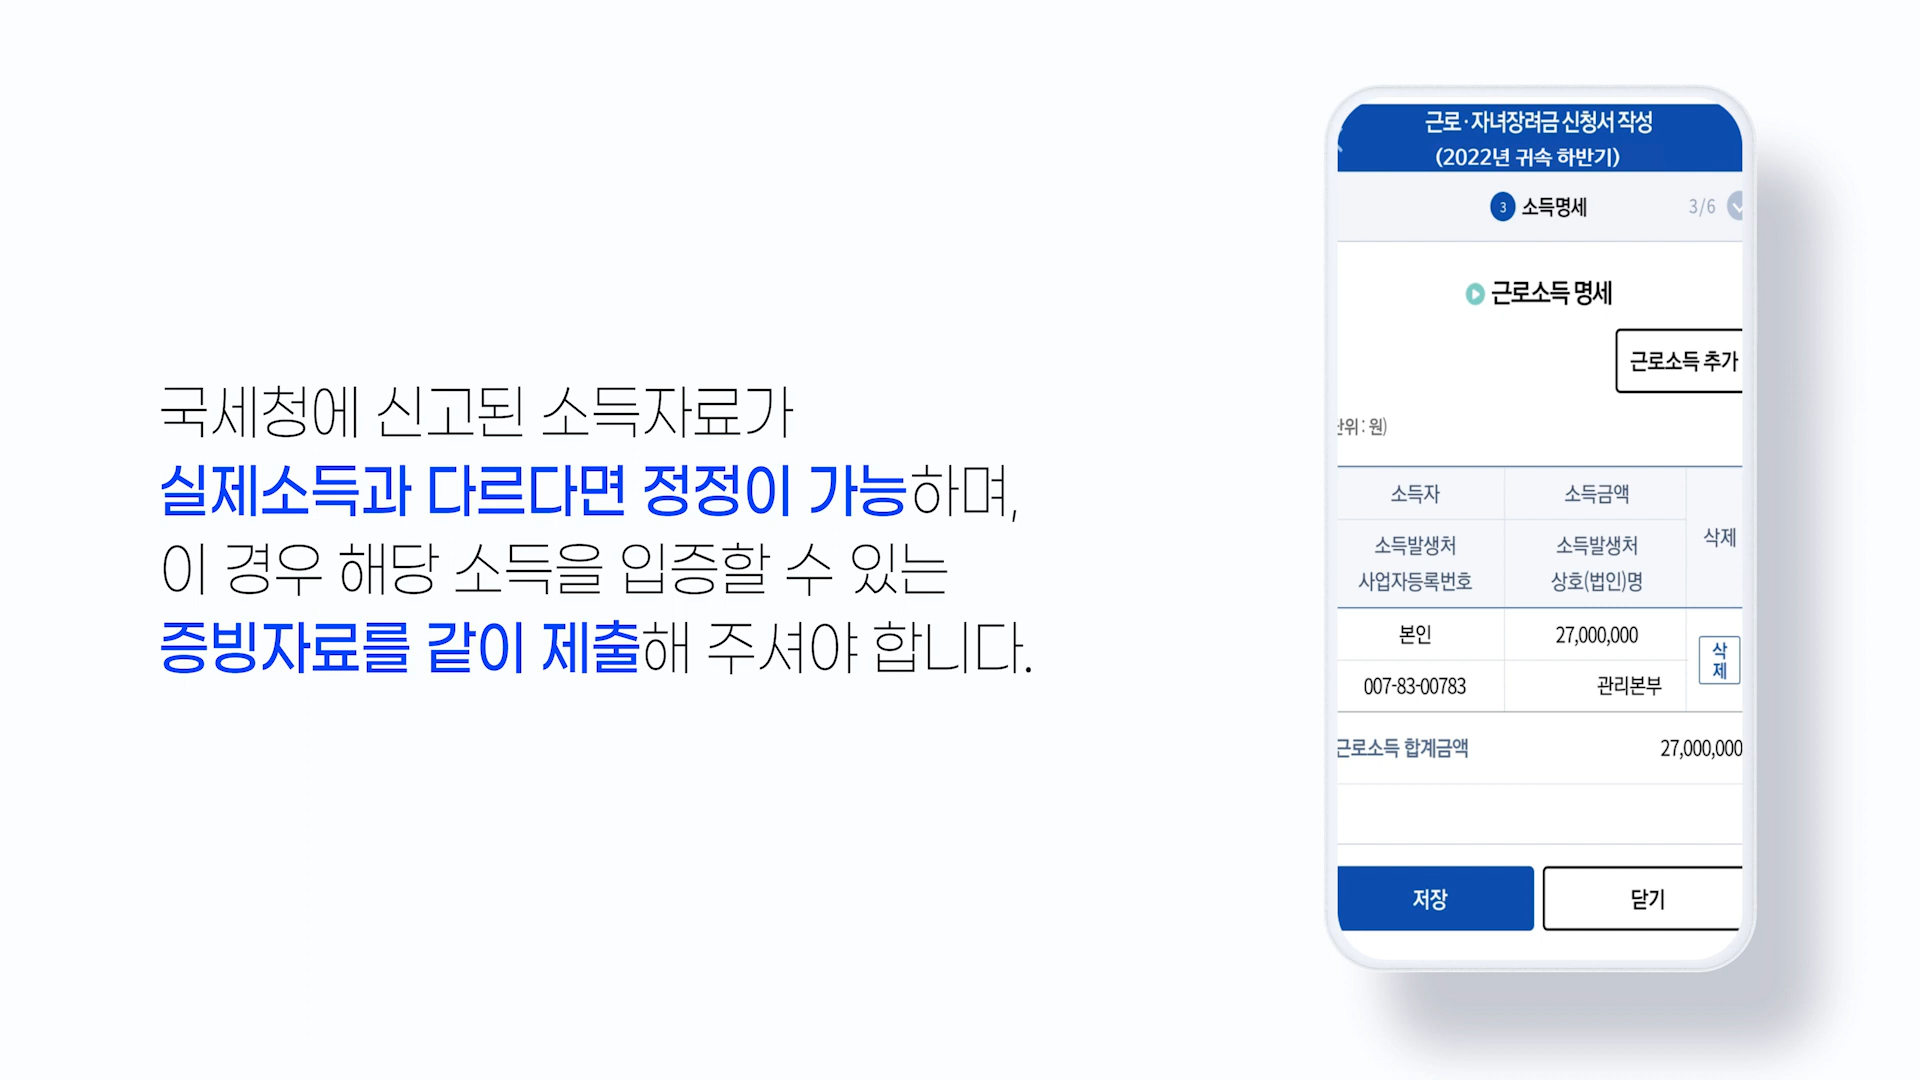 국세청에 신고된 소득자료가
실제소득과 다르다면 정정이 가능하며,
이 경우 해당 소득을 입증할 수 있는
증빙자료를 같이 제출해 주셔야 합니다.
근로·자녀장려금 신청서 작성
(2022년 귀속 하반기)
3 소득명세 3/6
근로소득 명세
근로소득 추가
단위 : 원)
소득자 소득금액
삭제
소득발생처 소득발생처
사업자등록번호 상호(법인)명
본인 27,000,000
삭
제
007-83-00783 관리본부
근로소득 합계금액 27,000,000
저장 닫기